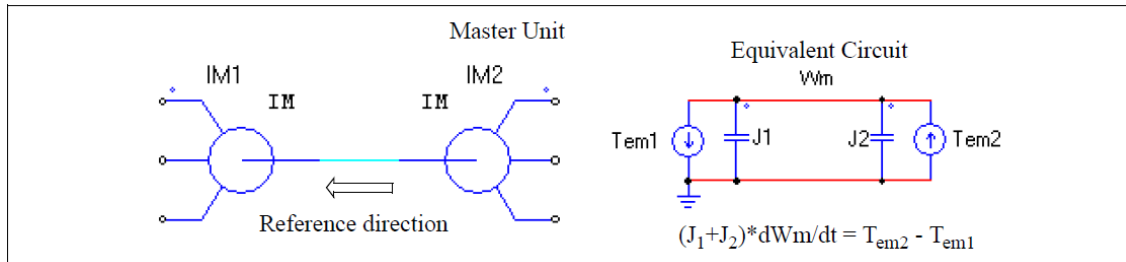 Master Unit
IM1
IM2
IM
IM
Reference direction
Equivalent Circuit
Wm
Tem1
J1
J2
Tem2
(J₁+J₂)*dWm/dt = Tₑₘ₂ - Tₑₘ₁